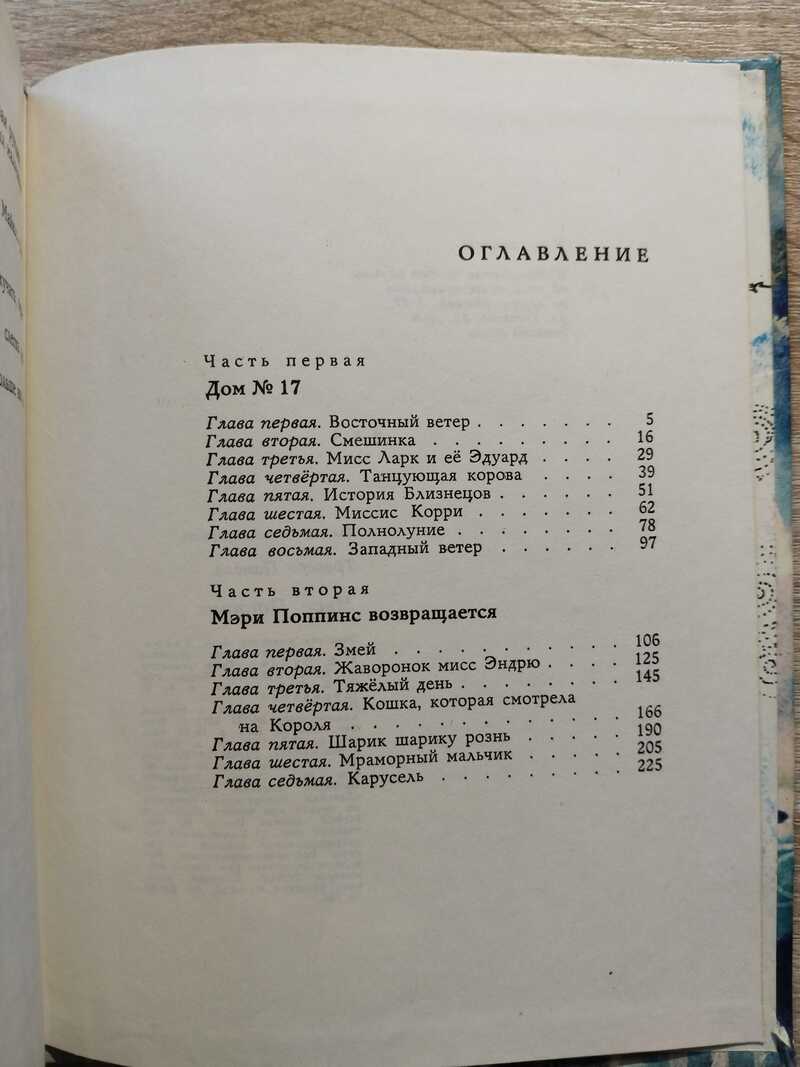 ОГЛАВЛЕНИЕ
Часть первая
Дом № 17
Глава первая. Восточный ветер . . . . . . . 5
Глава вторая. Смешинка . . . . . . . . . 16
Глава третья. Мисс Ларк и её Эдуард . . . . 29
Глава четвёртая. Танцующая корова . . . . 39
Глава пятая. История Близнецов . . . . . . 51
Глава шестая. Миссис Корри . . . . . . . 62
Глава седьмая. Полнолуние . . . . . . . . 78
Глава восьмая. Западный ветер . . . . . . 97
Часть вторая
Мэри Поппинс возвращается
Глава первая. Змей . . . . . . . . . . 106
Глава вторая. Жаворонок мисс Эндрю . . . . 125
Глава третья. Тяжёлый день . . . . . . . . 145
Глава четвёртая. Кошка, которая смотрела
на Короля . . . . . . . . . . . . 166
Глава пятая. Шарик шарику рознь . . . . . 190
Глава шестая. Мраморный мальчик . . . . . 205
Глава седьмая. Карусель . . . . . . . . . 225